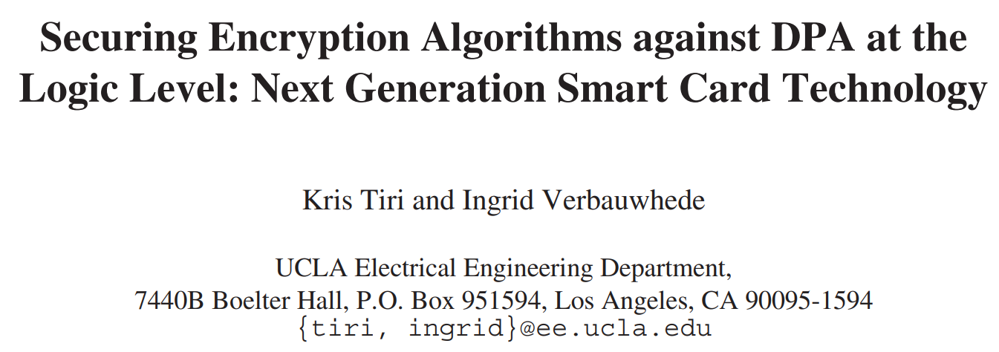 Securing Encryption Algorithms against DPA at the
Logic Level: Next Generation Smart Card Technology
Kris Tiri and Ingrid Verbauwhede
UCLA Electrical Engineering Department,
7440B Boelter Hall, P.O. Box 951594, Los Angeles, CA 90095-1594
{tiri, ingrid}@ee.ucla.edu